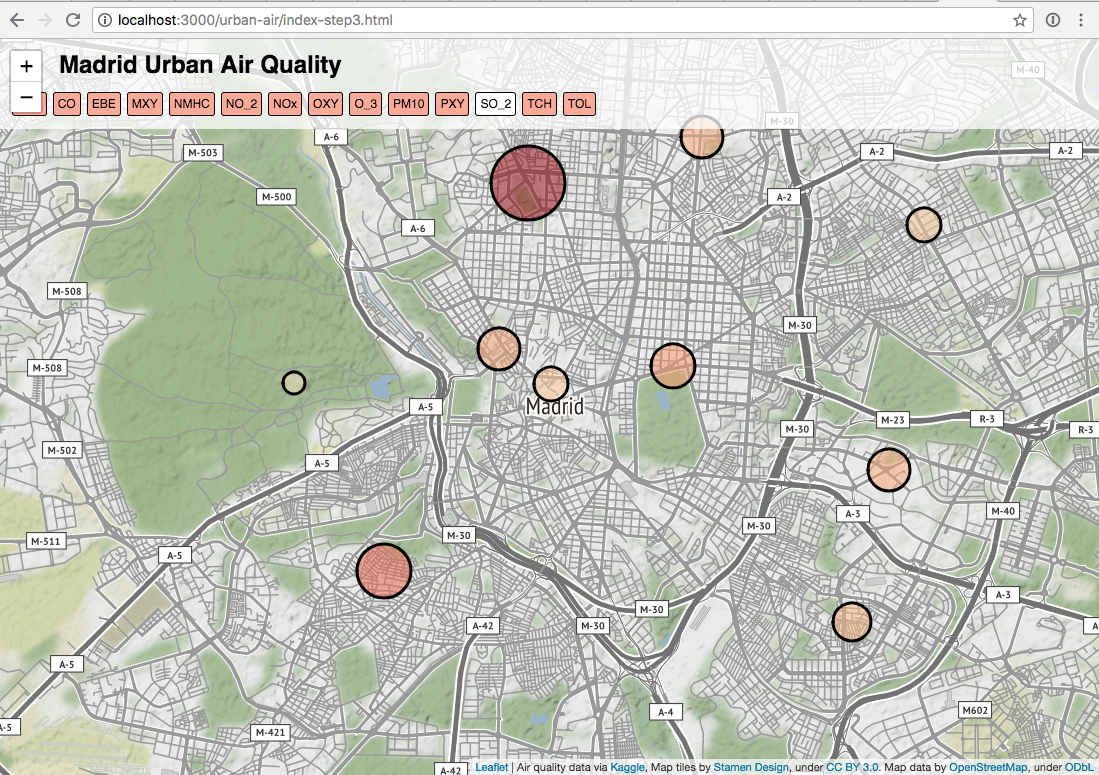 localhost:3000/urban-air/index-step3.html
+
Madrid Urban Air Quality
−
CO EBE MXY NMHC NO_2 NOx OXY O_3 PM10 PXY SO_2 TCH TOL
M-40
M-30
A-6
M-503
A-2
A-2
M-500
A-2
A-6
M-508
M-30
M-508
A-5
Madrid
M-23
R-3
R-3
M-30
M-502
A-5
M-40
A-3
M-30
M-30
M-511
A-5
A-3
M-30
A-42
M-30
A
A-5
A-4
M602
A-5
M-421
A-42
Leaflet | Air quality data via Kaggle, Map tiles by Stamen Design, under CC BY 3.0. Map data by OpenStreetMap, under ODbL